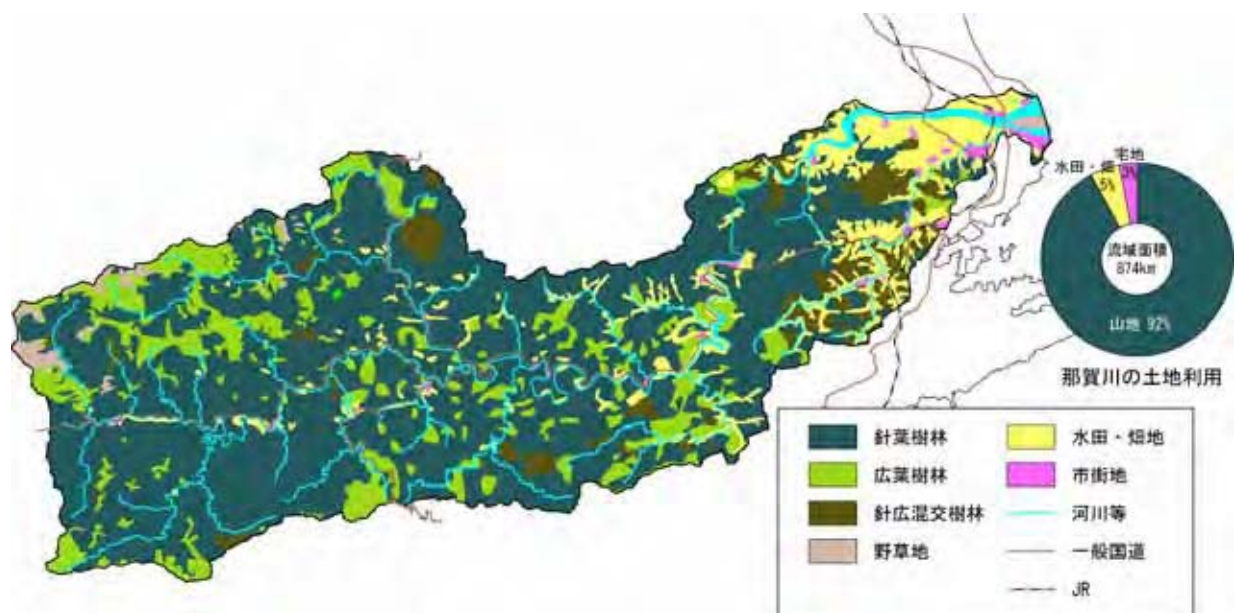 宅地
3%
水田・畑
5%
流域面積
874km
山地 92%
那賀川の土地利用
針葉樹林
広葉樹林
針広混交樹林
野草地
水田・畑地
市街地
河川等
一般国道
JR